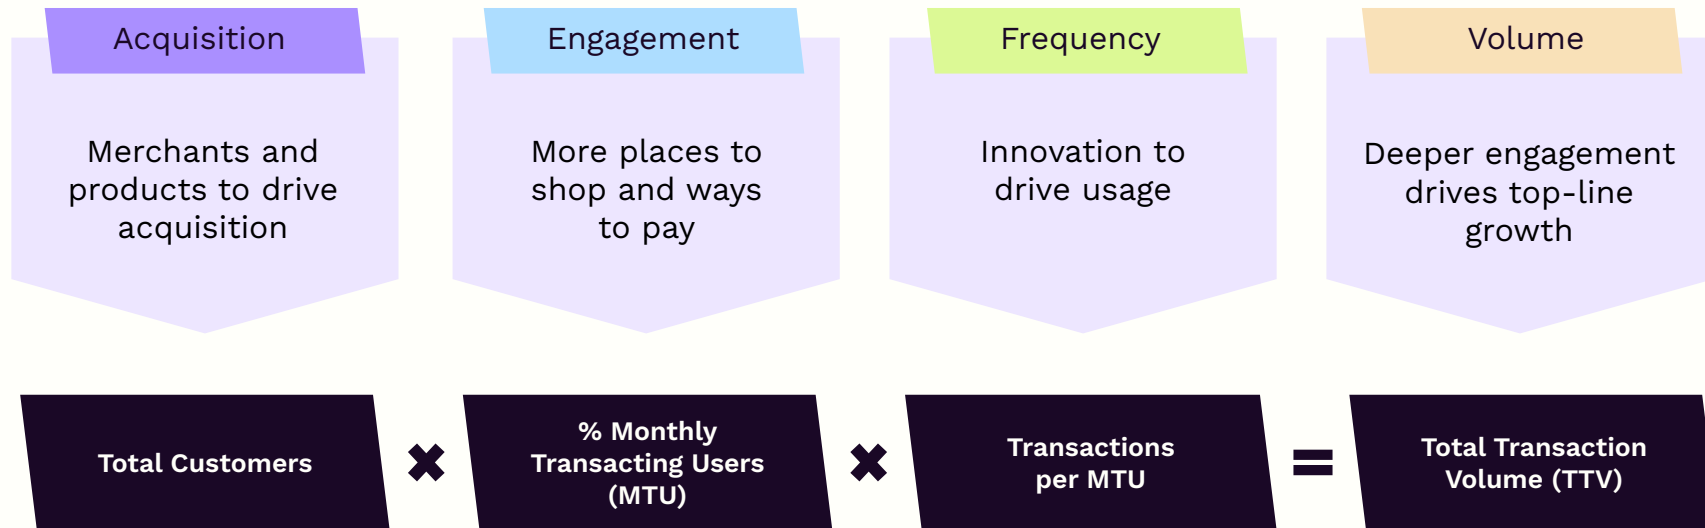 Acquisition
Merchants and
products to drive
acquisition
Engagement
More places to
shop and ways
to pay
Frequency
Innovation to
drive usage
Volume
Deeper engagement
drives top-line
growth
Total Customers
✖
% Monthly
Transacting Users
(MTU)
✖
Transactions
per MTU
=
Total Transaction
Volume (TTV)